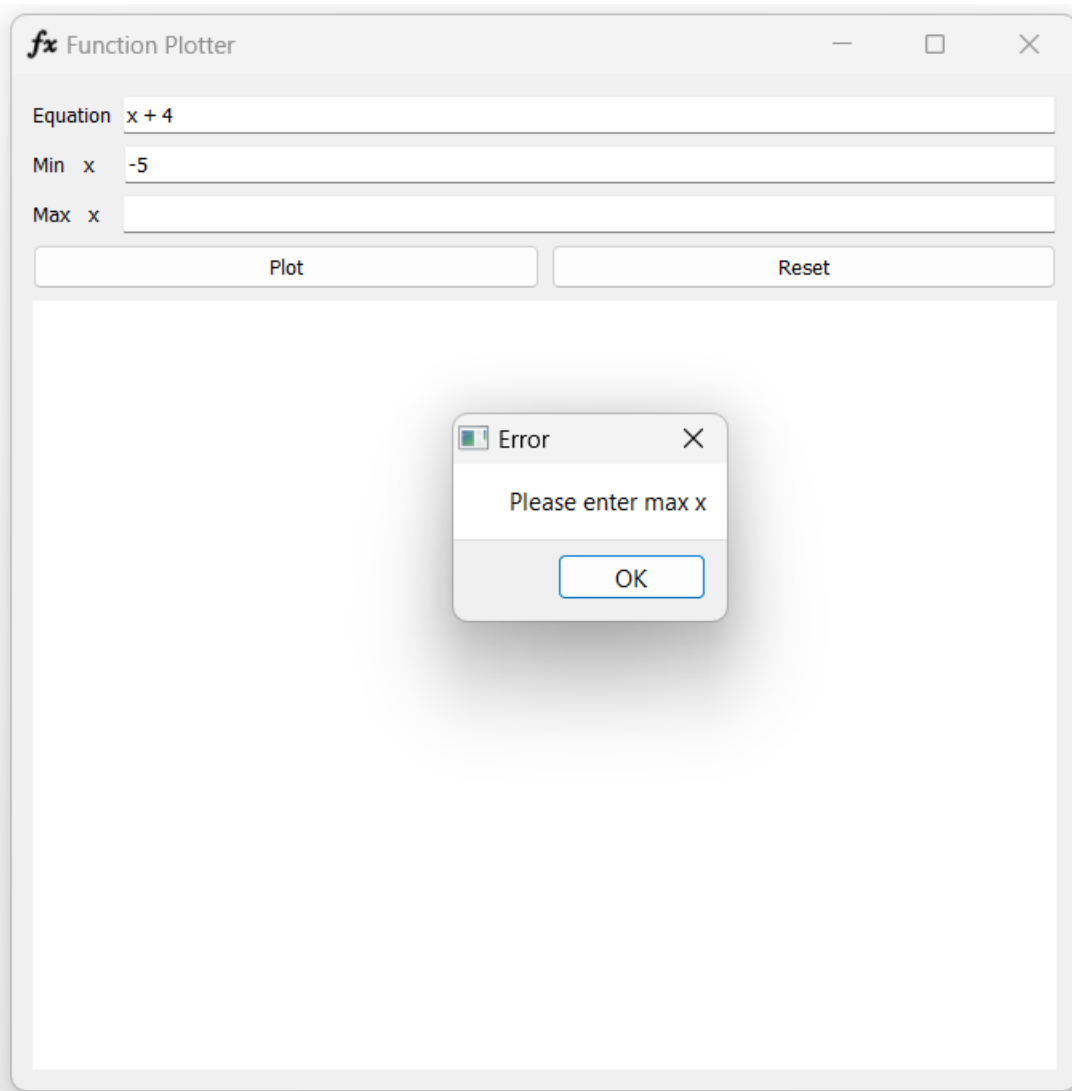 fx Function Plotter
Equation x + 4
Min x -5
Max x
Plot Reset
Error
Please enter max x
OK